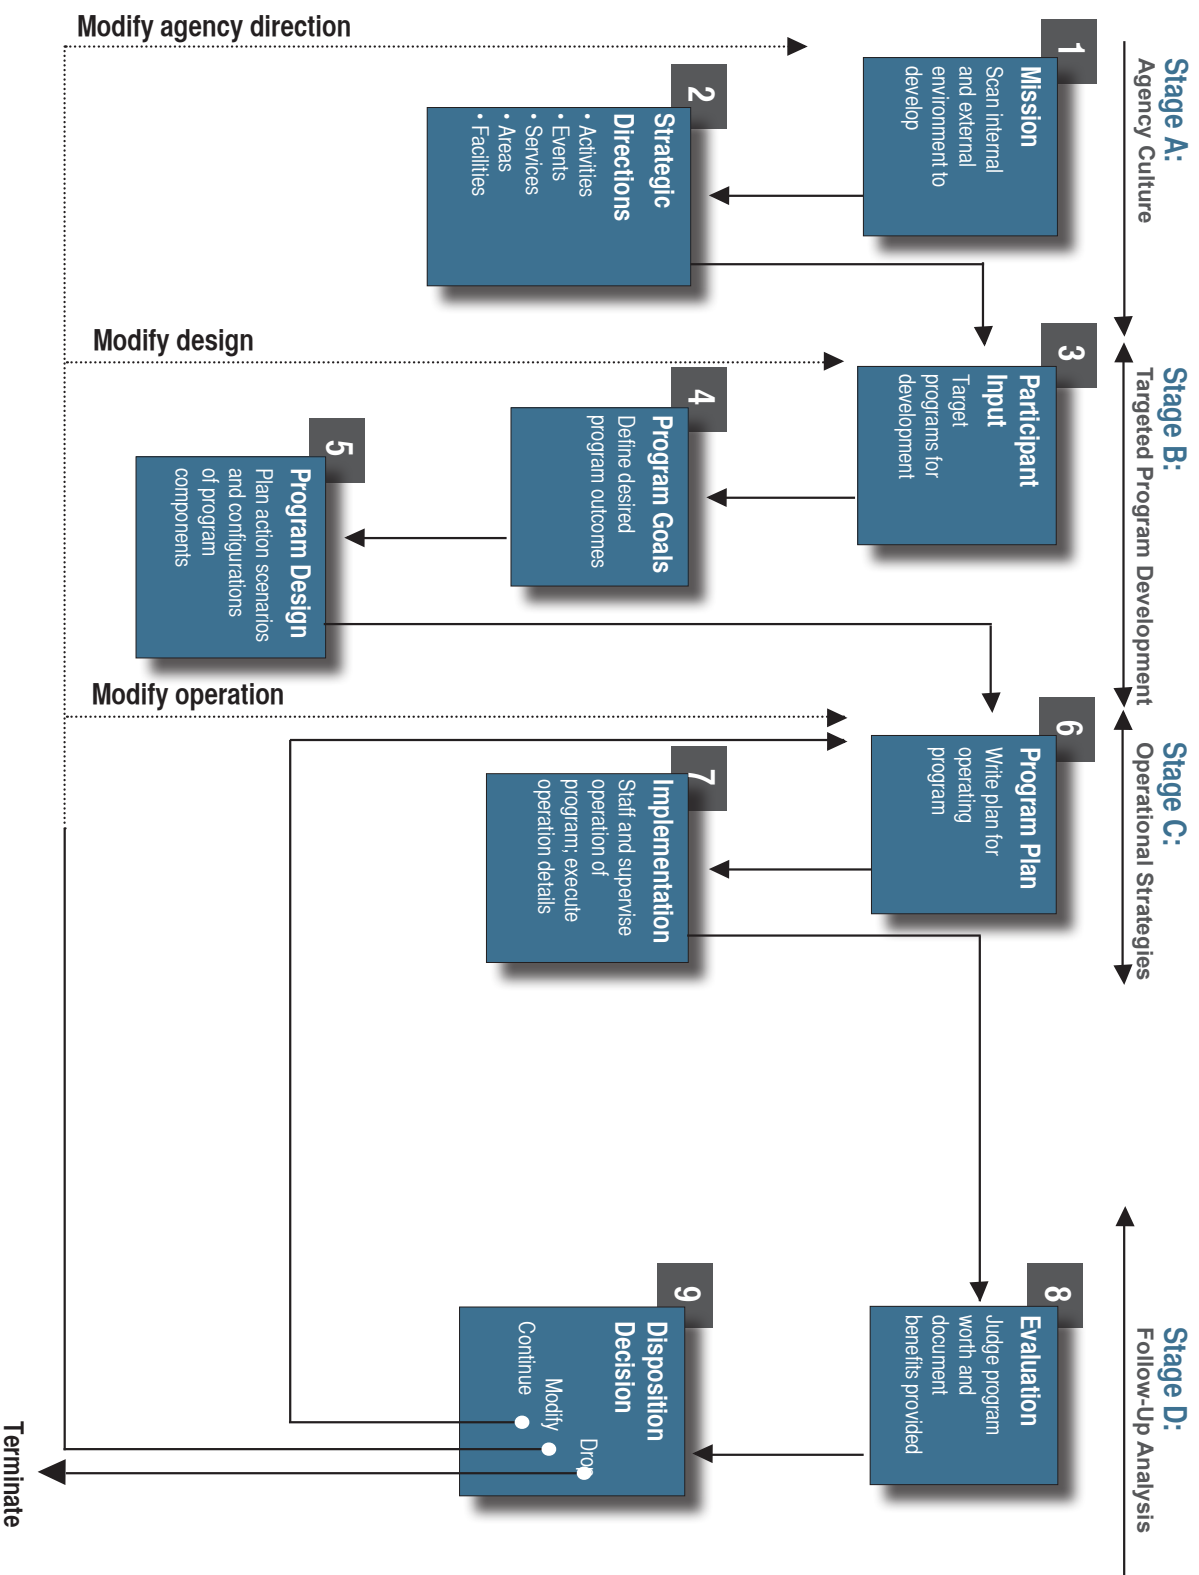 Stage A:
Agency Culture
1
Mission
Scan internal
and external
environment to
develop
2
Strategic
Directions
• Activities
• Events
• Services
• Areas
• Facilities
Modify agency direction
Stage B:
Targeted Program Development
3
Participant
Input
Target
programs for
development
4
Program Goals
Define desired
program outcomes
5
Program Design
Plan action scenarios
and configurations
of program
components
Modify design
Stage C:
Operational Strategies
6
Program Plan
Write plan for
operating
program
7
Implementation
Staff and supervise
operation of
program; execute
operation details
Modify operation
Stage D:
Follow-Up Analysis
8
Evaluation
Judge program
worth and
document
benefits provided
9
Disposition
Decision
Drop
Modify
Continue
Terminate